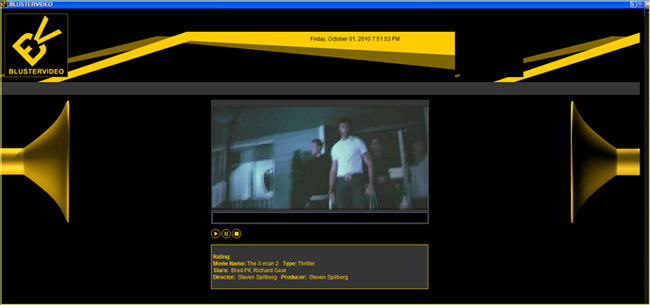 BLUSTERVIDEO
Friday, October 01, 2010 7:51:53 PM
BLUSTERVIDEO
Rating:
Movie Name: The X-man 2 Type: Thriller
Stars: Brad Pit, Richard Gear
Director: Steven Spilberg Producer: Steven Spilberg